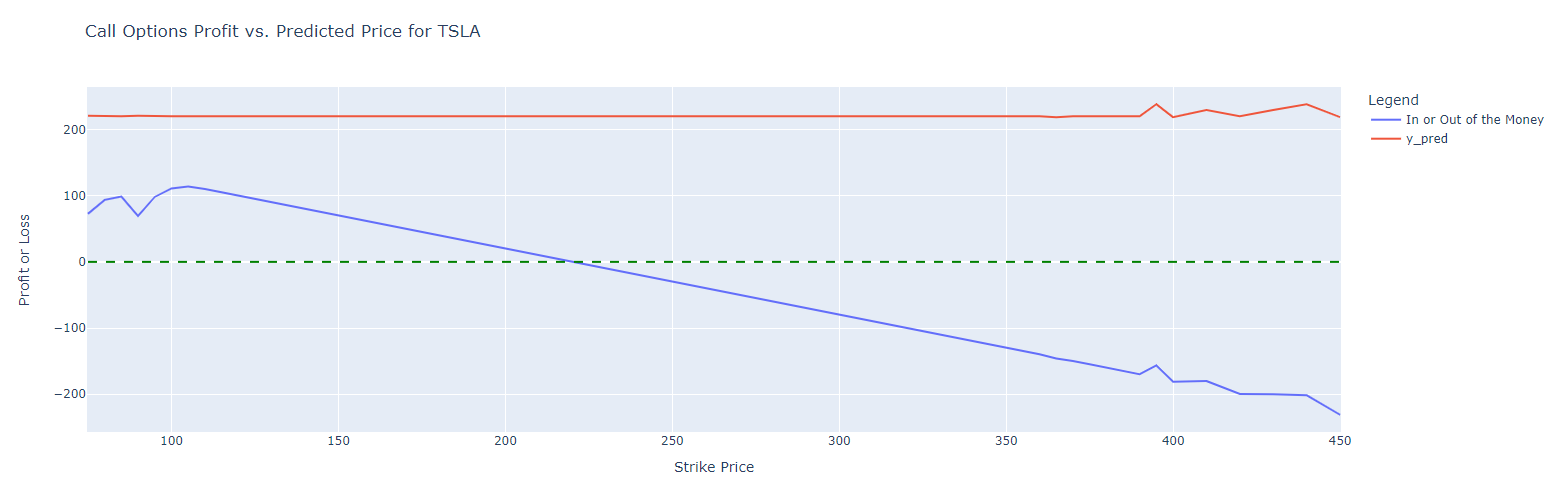 Call Options Profit vs. Predicted Price for TSLA
Legend
In or Out of the Money
y_pred
Profit or Loss
200
100
0
−100
−200
100
150
200
250
300
350
400
450
Strike Price